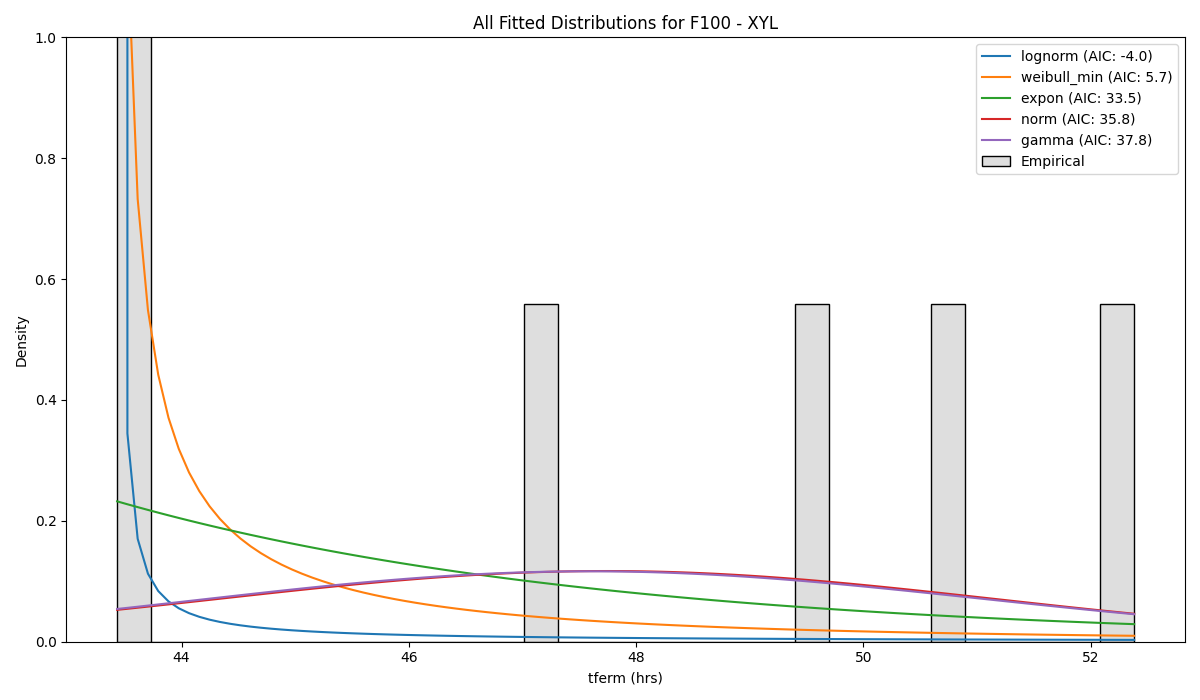 All Fitted Distributions for F100 - XYL
lognorm (AIC: -4.0)
weibull_min (AIC: 5.7)
expon (AIC: 33.5)
norm (AIC: 35.8)
gamma (AIC: 37.8)
Empirical
Density
1.0
0.8
0.6
0.4
0.2
0.0
44
46
48
50
52
tferm (hrs)